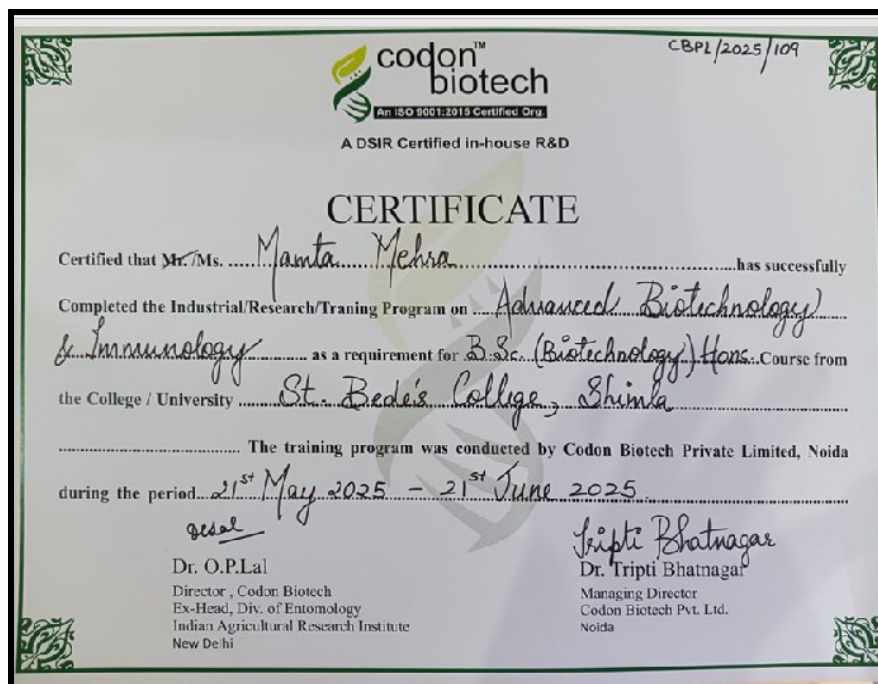 CBPL/2025/109
codon™
biotech
An ISO 9001:2015 Certified Org.
A DSIR Certified in-house R&D
CERTIFICATE
Certified that Mr./Ms. ..... Mamta Mehra ..... has successfully
Completed the Industrial/Research/Traning Program on .... Advanced Biotechnology
& Immunology ........... as a requirement for B.Sc. (Biotechnology) Hons. Course from
the College / University ........ St. Bede's College, Shimla
........................................ The training program was conducted by Codon Biotech Private Limited, Noida
during the period... 21st May 2025 - 21st June 2025
Tripti Bhatnagar
Dr. O.P.Lal
Dr. Tripti Bhatnagar
Director , Codon Biotech
Managing Director
Ex-Head, Div. of Entomology
Codon Biotech Pvt. Ltd.
Indian Agricultural Research Institute
Noida
New Delhi